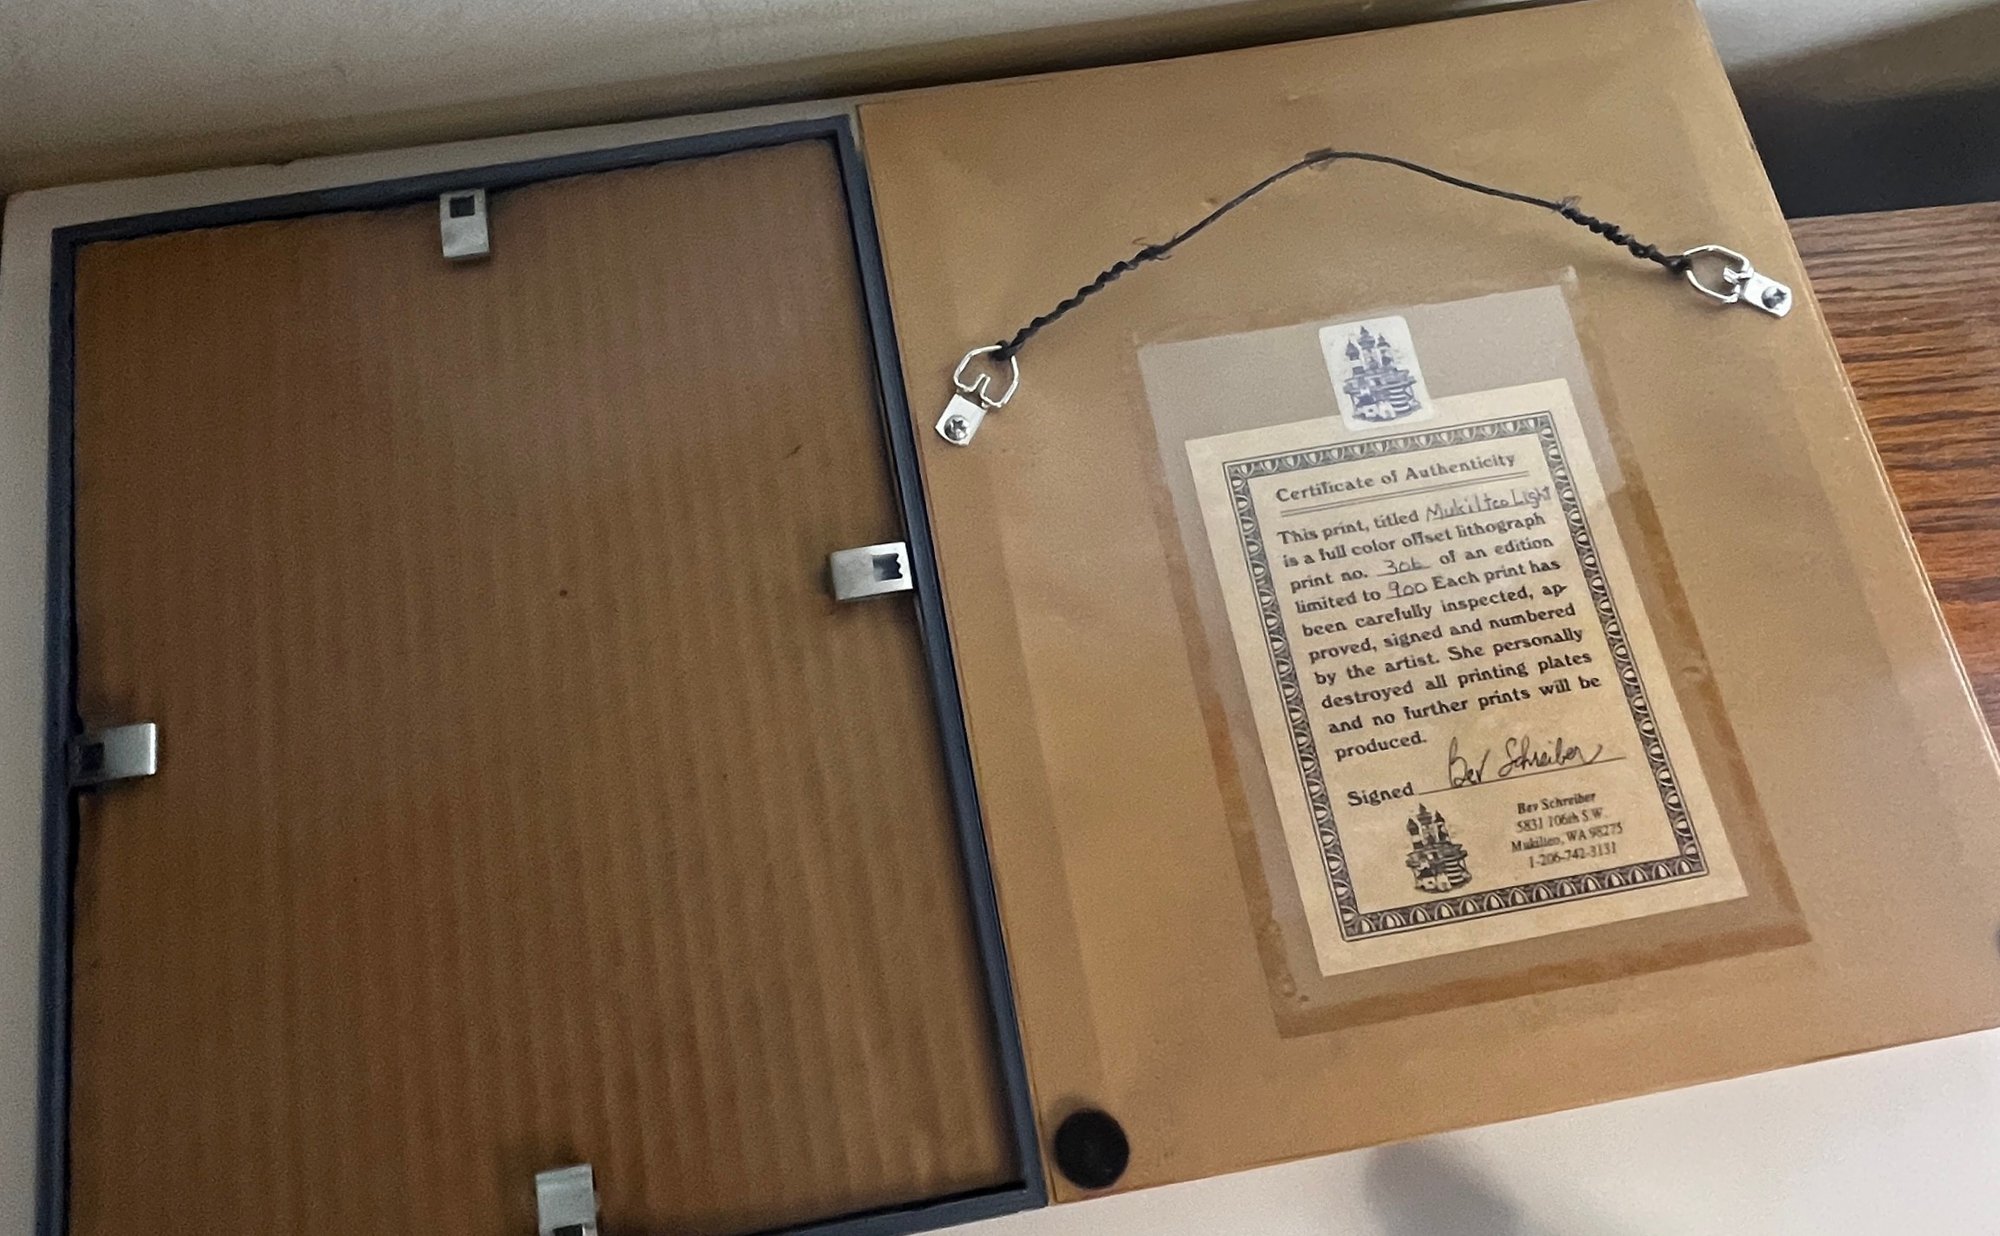 Certificate of Authenticity
This print, titled Mukilteo Light
is a full color offset lithograph
print no. 306 of an edition
limited to 900 Each print has
been carefully inspected, ap-
proved, signed and numbered
by the artist. She personally
destroyed all printing plates
and no further prints will be
produced.
Signed Bev Schreiber
Bev Schreiber
5831 106th S.W.
Mukilteo, WA 98275
1-206-742-3131